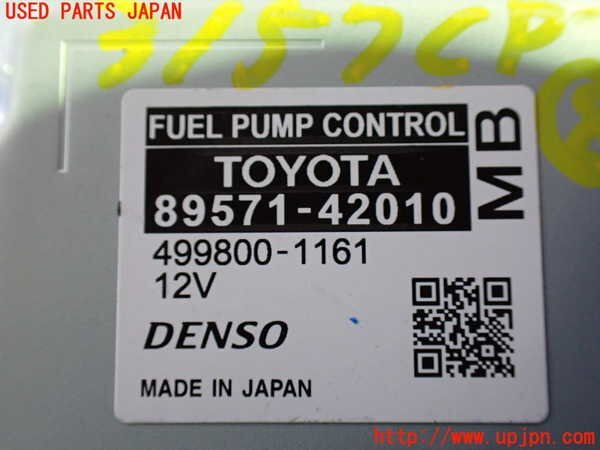 USED PARTS JAPAN
3157CP
FUEL PUMP CONTROL
TOYOTA
89571-42010
MB
499800-1161
12V
DENSO
MADE IN JAPAN
http://www.upjpn.com/